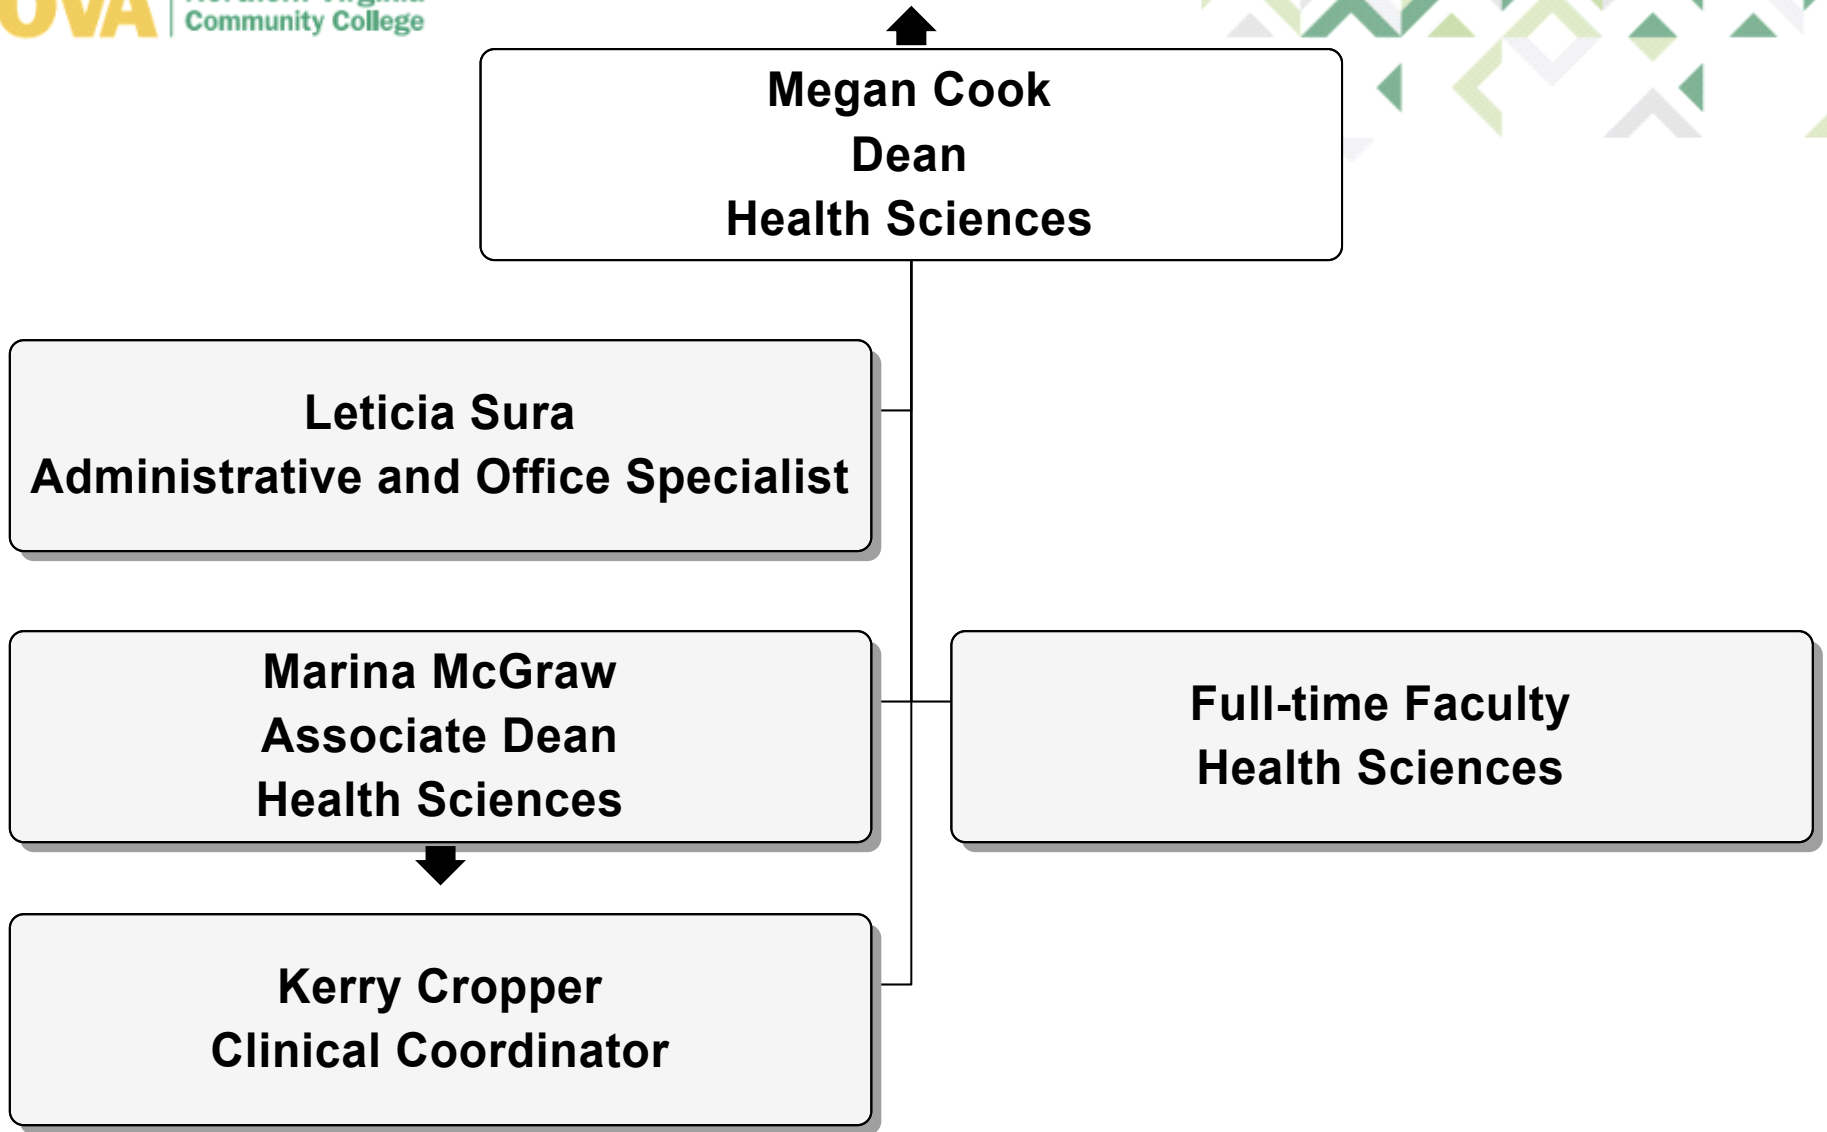 OVA
Community College
Megan Cook
Dean
Health Sciences
Leticia Sura
Administrative and Office Specialist
Marina McGraw
Associate Dean
Health Sciences
Full-time Faculty
Health Sciences
Kerry Cropper
Clinical Coordinator